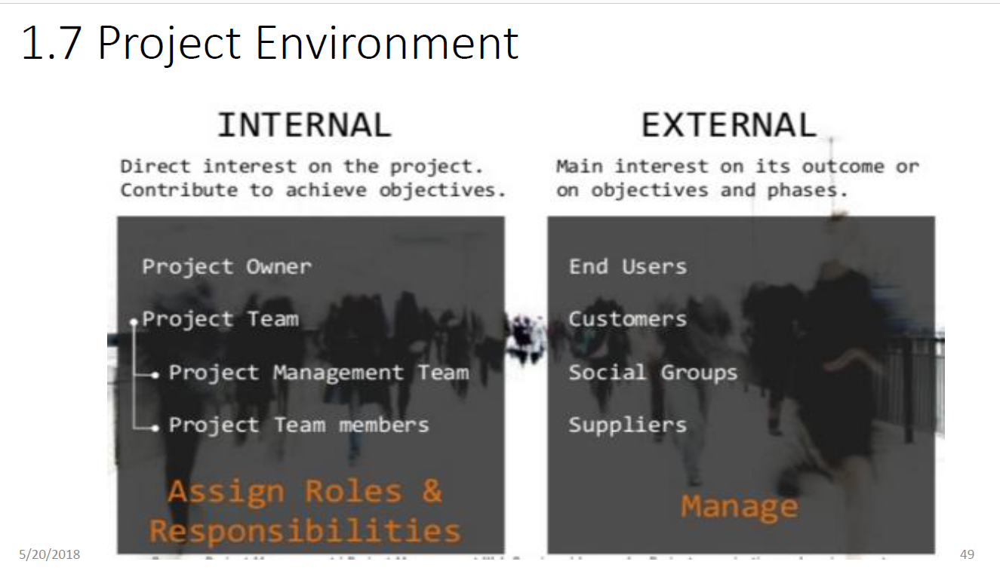 1.7 Project Environment
INTERNAL
Direct interest on the project.
Contribute to achieve objectives.
Project Owner
Project Team
Project Management Team
Project Team members
Assign Roles &
Responsibilities
EXTERNAL
Main interest on its outcome or
on objectives and phases.
End Users
Customers
Social Groups
Suppliers
Manage
5/20/2018
49